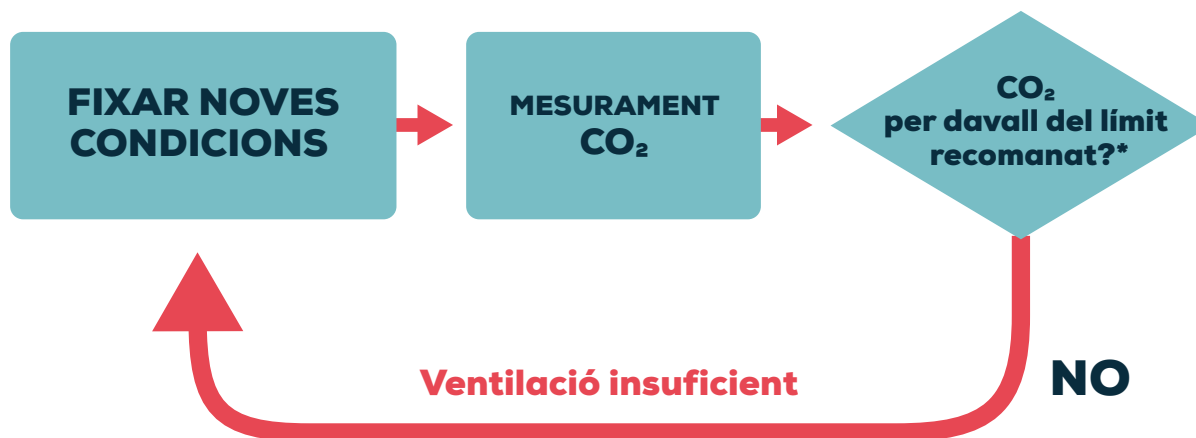 FIXAR NOVES
CONDICIONS
MESURAMENT
CO₂
CO₂
per davall del límit
recomanat?*
Ventilació insuficient
NO